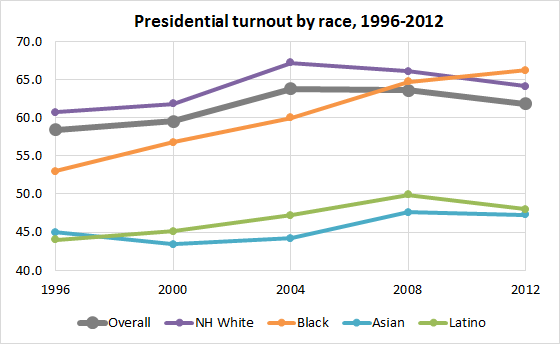 Presidential turnout by race, 1996-2012
70.0
65.0
60.0
55.0
50.0
45.0
40.0
1996 2000 2004 2008 2012
Overall NH White Black Asian Latino